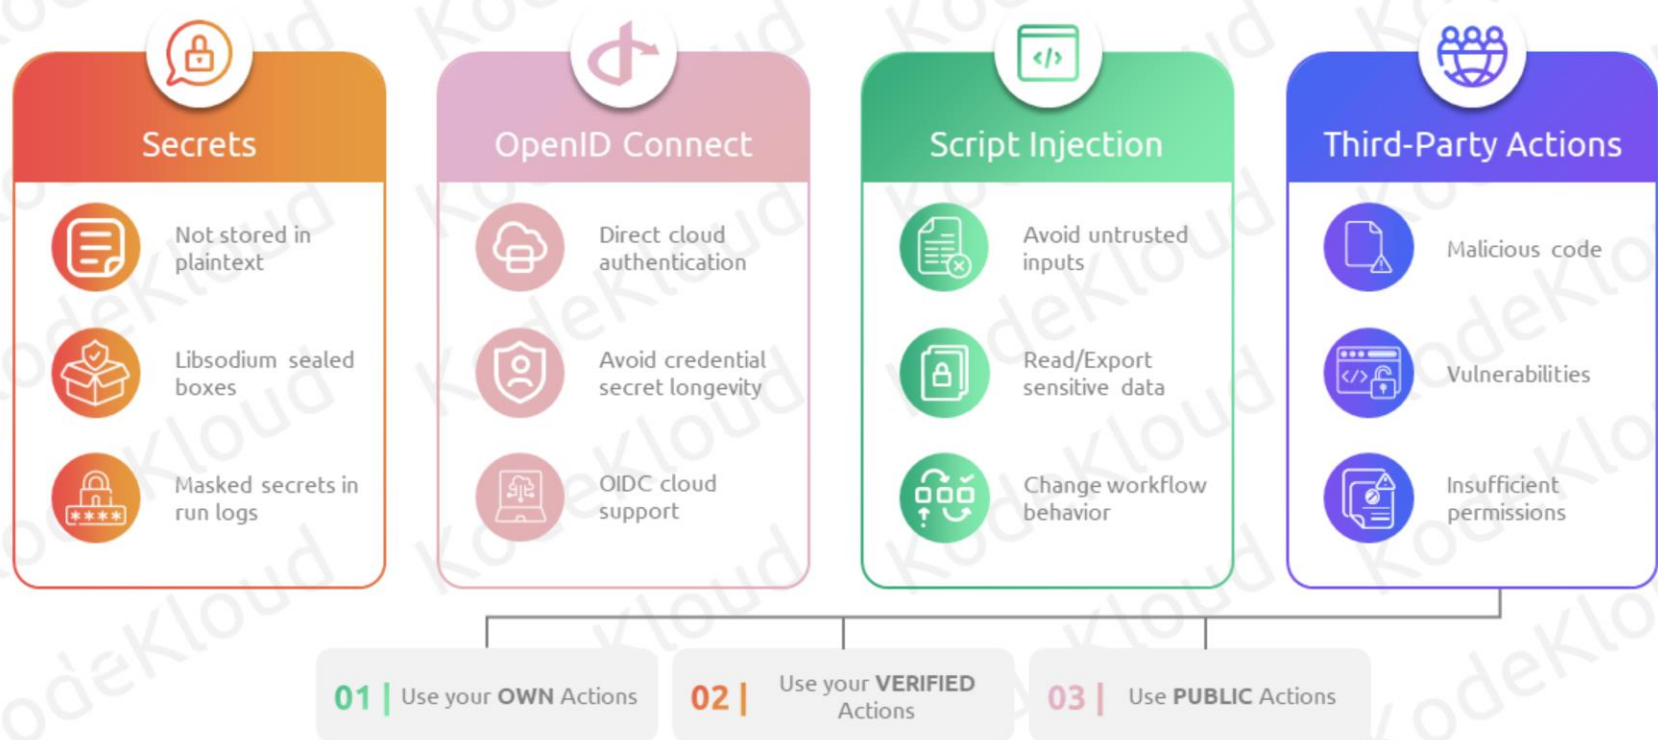 Secrets
Not stored in
plaintext
Libsodium sealed
boxes
Masked secrets in
run logs
OpenID Connect
Direct cloud
authentication
Avoid credential
secret longevity
OIDC cloud
support
Script Injection
Avoid untrusted
inputs
Read/Export
sensitive data
Change workflow
behavior
Third-Party Actions
Malicious code
Vulnerabilities
Insufficient
permissions
01 | Use your OWN Actions
02 | Use your VERIFIED
Actions
03 | Use PUBLIC Actions
KodeKloud